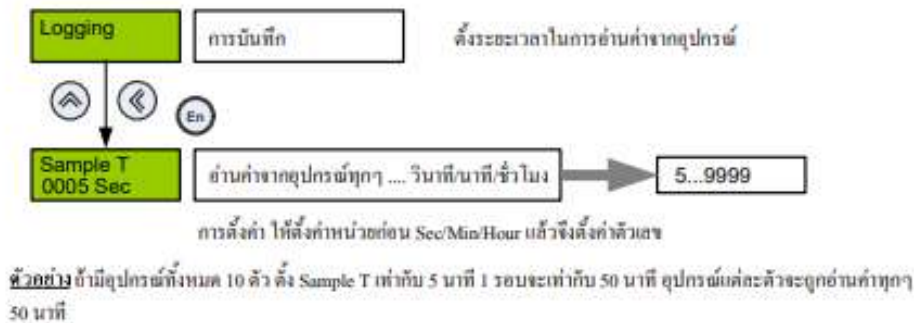 Logging
การบันทึก
ตั้งระยะเวลาในการอ่านค่าจากอุปกรณ์
En
Sample T
0005 Sec
อ่านค่าจากอุปกรณ์ทุกๆ .... วินาที/นาที/ชั่วโมง
5...9999
การตั้งค่า ให้ตั้งค่าหน่วยก่อน Sec/Min/Hour แล้วจึงตั้งค่าตัวเลข
ตัวอย่าง ถ้ามีอุปกรณ์ทั้งหมด 10 ตัว ตั้ง Sample T เท่ากับ 5 นาที 1 รอบจะเท่ากับ 50 นาที อุปกรณ์แต่ละตัวจะถูกอ่านค่าทุกๆ
50 นาที